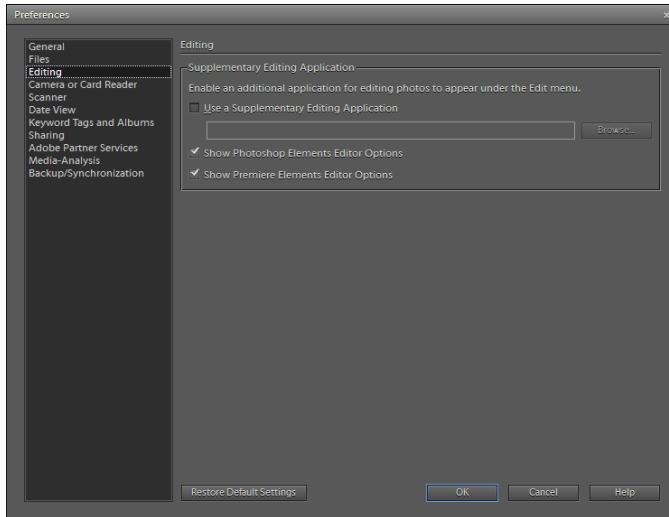 Preferences
General
Files
Editing
Camera or Card Reader
Scanner
Date View
Keyword Tags and Albums
Sharing
Adobe Partner Services
Media-Analysis
Backup/Synchronization
Editing
Supplementary Editing Application
Enable an additional application for editing photos to appear under the Edit menu.
Use a Supplementary Editing Application
Browse...
Show Photoshop Elements Editor Options
Show Premiere Elements Editor Options
Restore Default Settings
OK
Cancel
Help